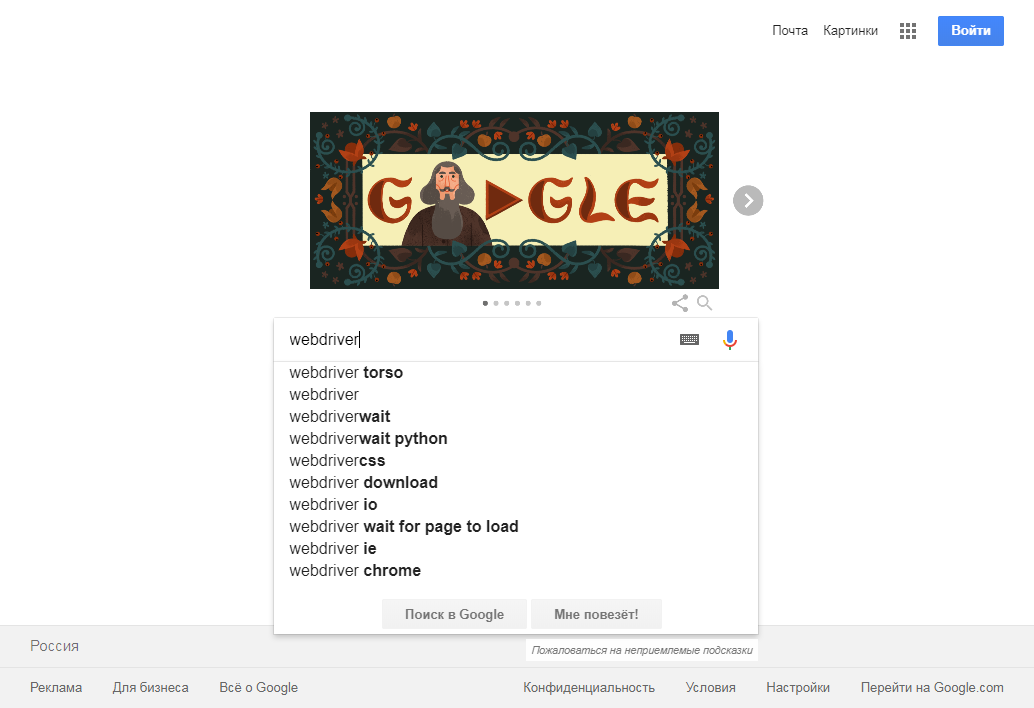 Почта Картинки Войти
GOOGLE
webdriver
webdriver torso
webdriver
webdriverwait
webdriverwait python
webdrivercss
webdriver download
webdriver io
webdriver wait for page to load
webdriver ie
webdriver chrome
Поиск в Google Мне повезёт!
Россия
Пожаловаться на неприемлемые подсказки
Реклама Для бизнеса Всё о Google Конфиденциальность Условия Настройки Перейти на Google.com